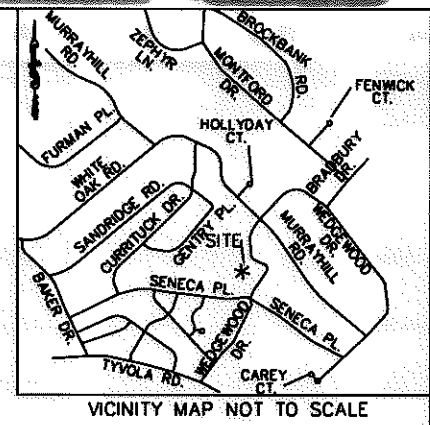 MURRAYHILL RD.
ZEPHYR LN.
BROCKBANK RD.
MONTFORD DR.
FENWICK CT.
HOLLYDAY CT.
BRADBURY DR.
FURMAN PL.
WHITE OAK RD.
SANDRIDGE RD.
CURRITUCK DR.
GENTRY PL.
SITE
WEDGEWOOD DR
MURRAYHILL RD.
BAKER DR.
SENECA PL.
SENECA PL.
WEDGEWOOD DR.
TYVOLA RD.
CAREY CT.
VICINITY MAP NOT TO SCALE